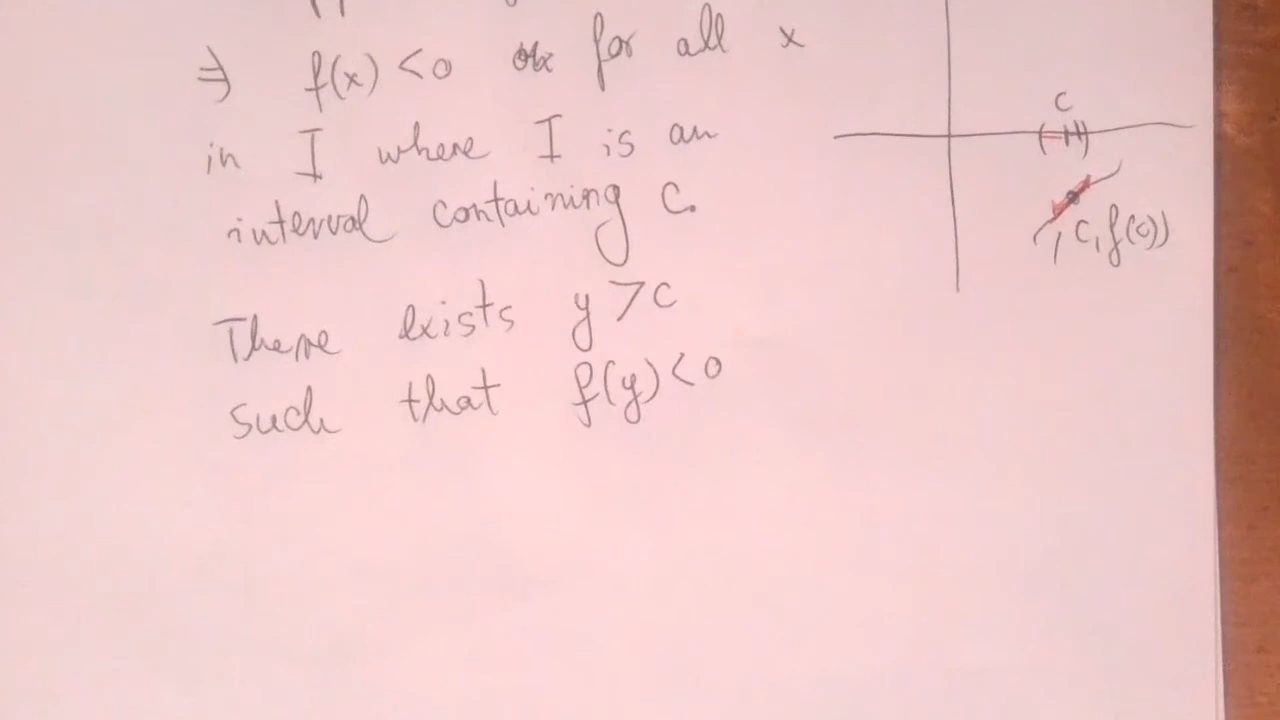 ⇒ f(x) < 0 for all x
in I where I is an
interval containing c.
There exists y > c
such that f(y) < 0
c
(c, f(c))